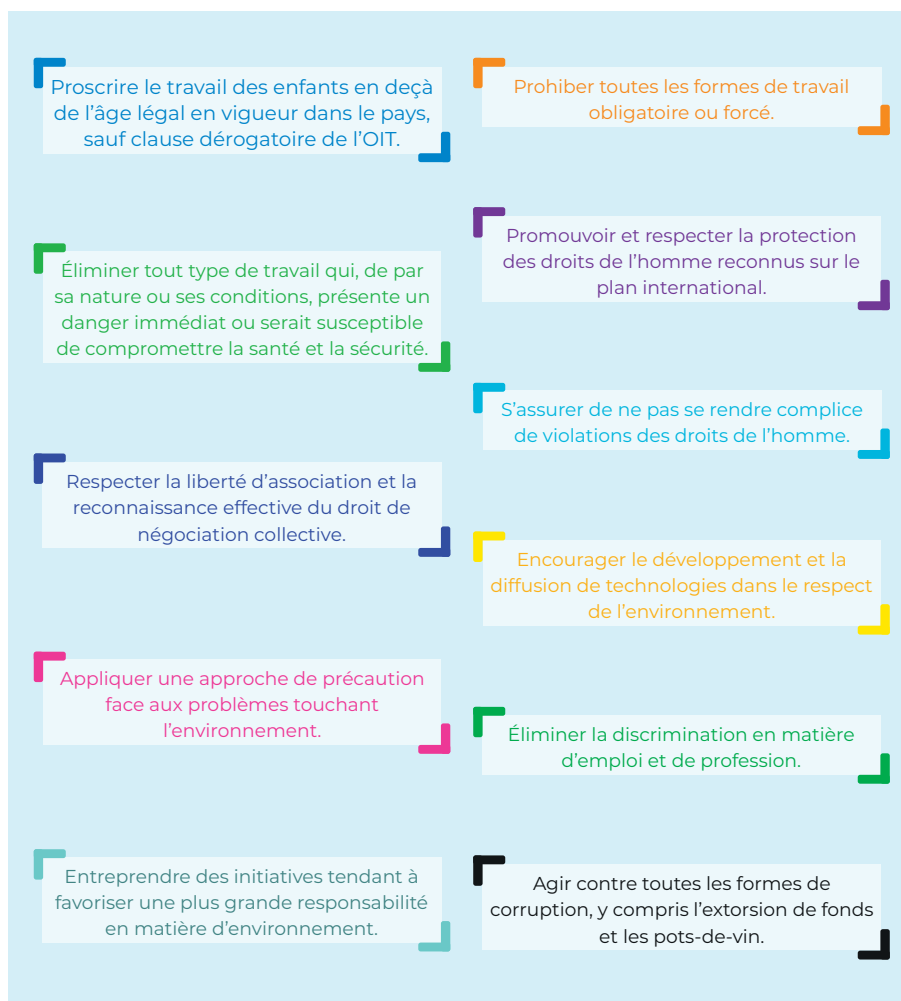 Proscrire le travail des enfants en deçà
de l’âge légal en vigueur dans le pays,
sauf clause dérogatoire de l’OIT.
Prohiber toutes les formes de travail
obligatoire ou forcé.
Éliminer tout type de travail qui, de par
sa nature ou ses conditions, présente un
danger immédiat ou serait susceptible
de compromettre la santé et la sécurité.
Promouvoir et respecter la protection
des droits de l’homme reconnus sur le
plan international.
S’assurer de ne pas se rendre complice
de violations des droits de l’homme.
Respecter la liberté d’association et la
reconnaissance effective du droit de
négociation collective.
Encourager le développement et la
diffusion de technologies dans le respect
de l’environnement.
Appliquer une approche de précaution
face aux problèmes touchant
l’environnement.
Éliminer la discrimination en matière
d’emploi et de profession.
Entreprendre des initiatives tendant à
favoriser une plus grande responsabilité
en matière d’environnement.
Agir contre toutes les formes de
corruption, y compris l’extorsion de fonds
et les pots-de-vin.